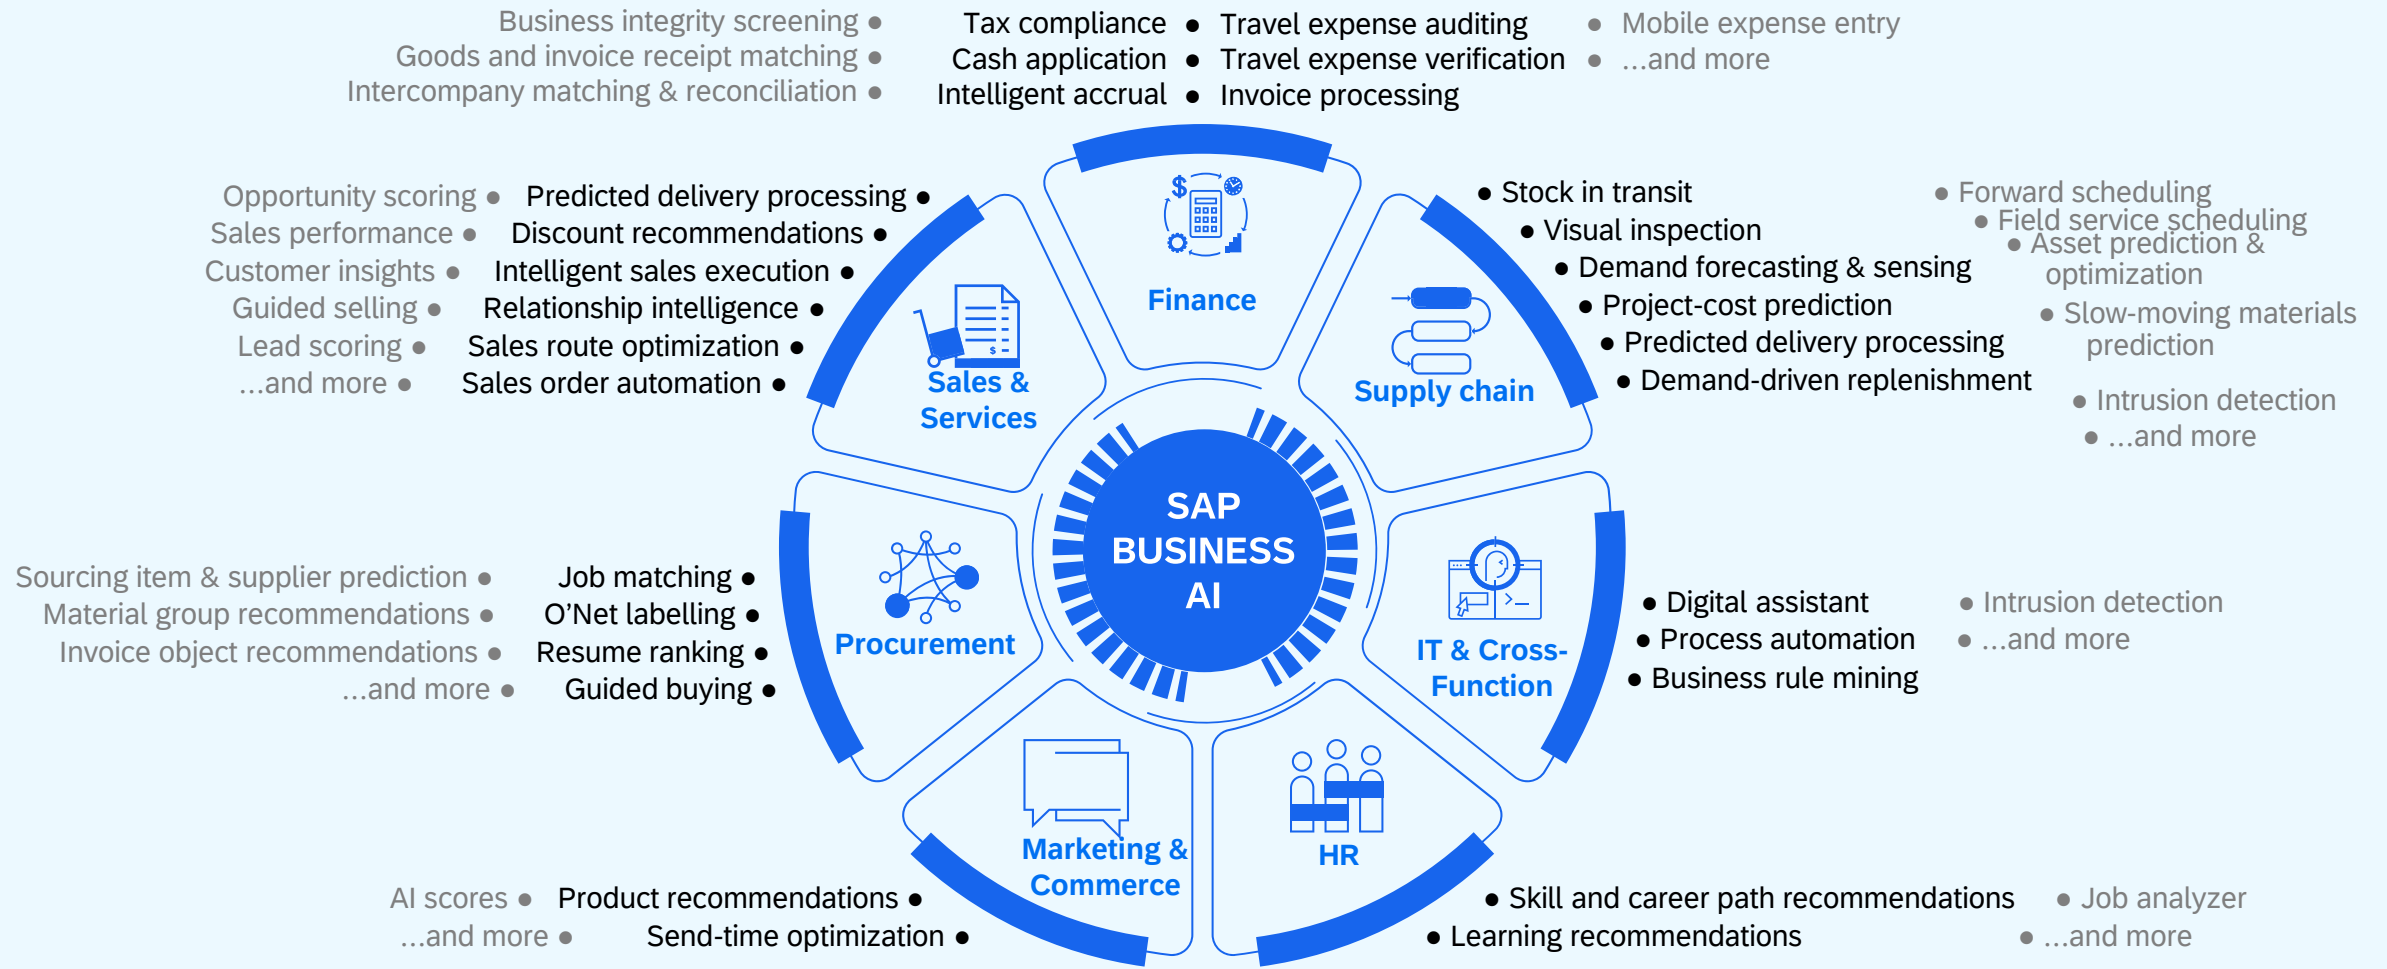 Business integrity screening ●
Goods and invoice receipt matching ●
Intercompany matching & reconciliation ●
Tax compliance ● Travel expense auditing
Cash application ● Travel expense verification
Intelligent accrual ● Invoice processing
● Mobile expense entry
● ...and more
Finance
Opportunity scoring ●
Sales performance ●
Customer insights ●
Guided selling ●
Lead scoring ●
...and more ●
Predicted delivery processing ●
Discount recommendations ●
Intelligent sales execution ●
Relationship intelligence ●
Sales route optimization ●
Sales order automation ●
Sales &
Services
● Stock in transit
● Visual inspection
● Demand forecasting & sensing
● Project-cost prediction
● Predicted delivery processing
● Demand-driven replenishment
● Forward scheduling
● Field service scheduling
● Asset prediction &
optimization
● Slow-moving materials
prediction
● Intrusion detection
● ...and more
Supply chain
SAP
BUSINESS
AI
Sourcing item & supplier prediction ●
Material group recommendations ●
Invoice object recommendations ●
...and more ●
Job matching ●
O’Net labelling ●
Resume ranking ●
Guided buying ●
Procurement
IT & Cross-
Function
● Digital assistant
● Process automation
● Business rule mining
● Intrusion detection
● ...and more
AI scores ●
...and more ●
Product recommendations ●
Send-time optimization ●
Marketing &
Commerce
HR
● Skill and career path recommendations
● Learning recommendations
● Job analyzer
● ...and more